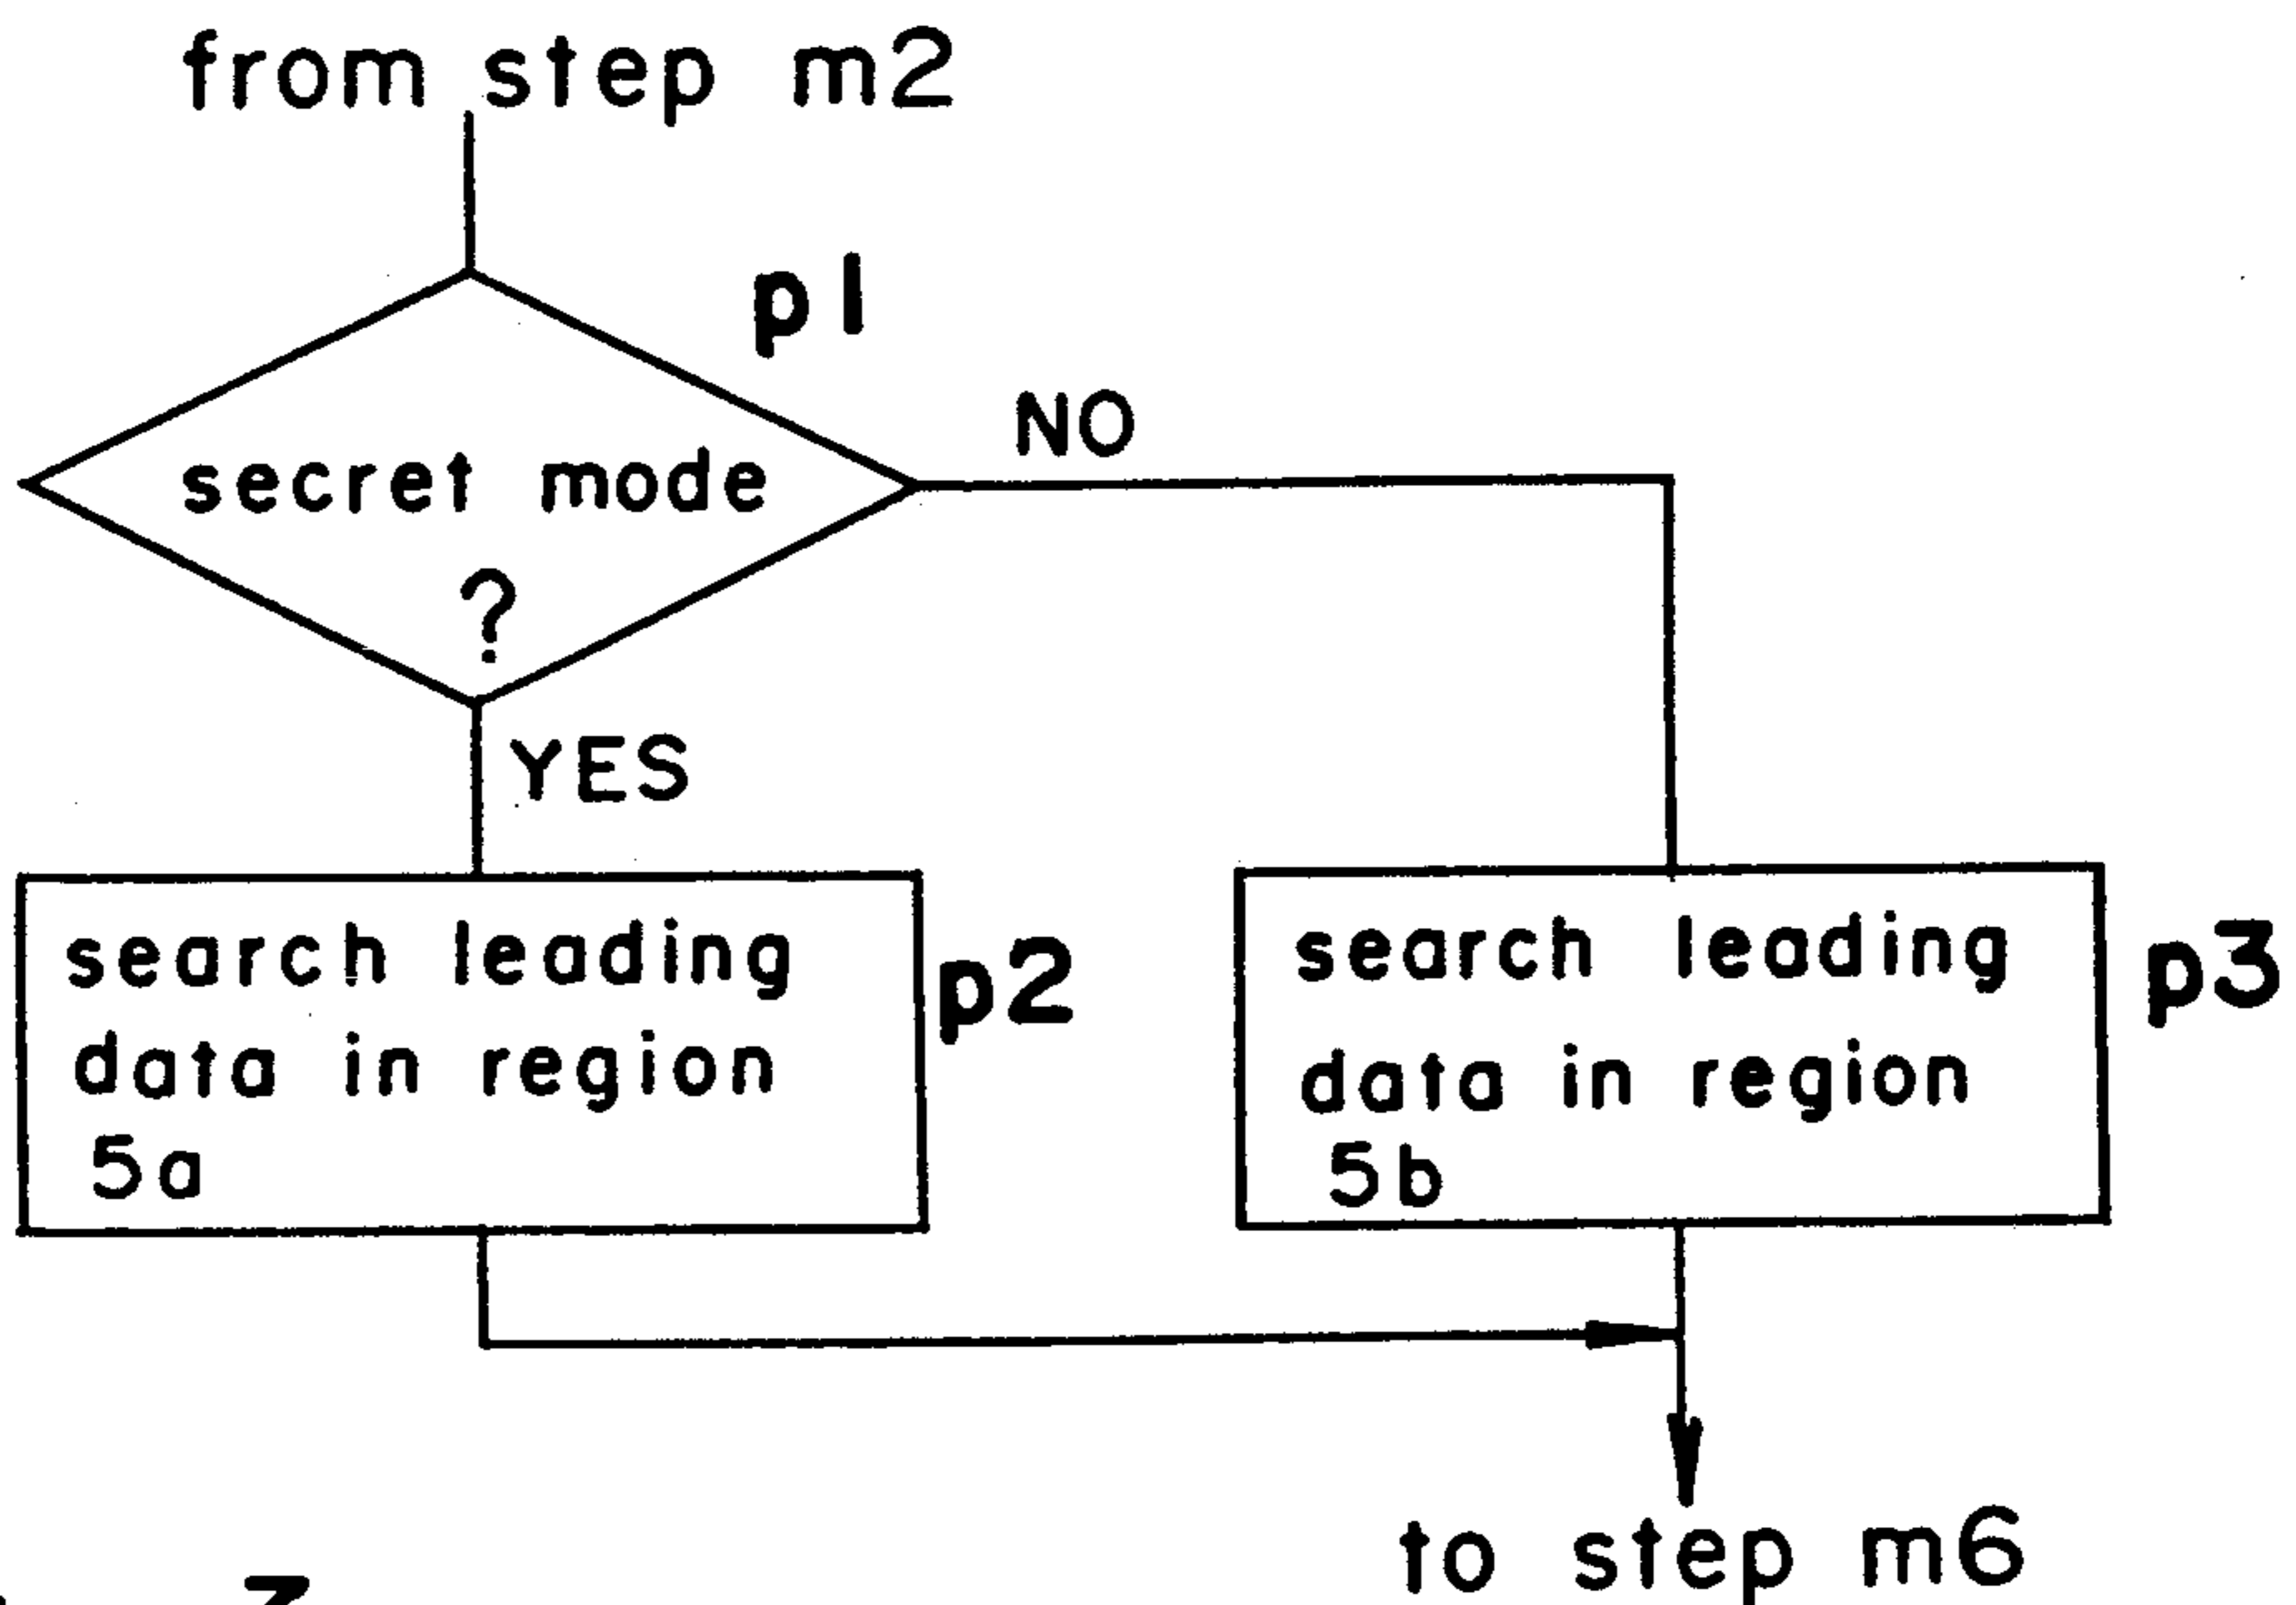 from step m2
p1
NO
secret mode
?
YES
search leading
data in region
5a
p2
search leading
data in region
5b
p3
to step m6